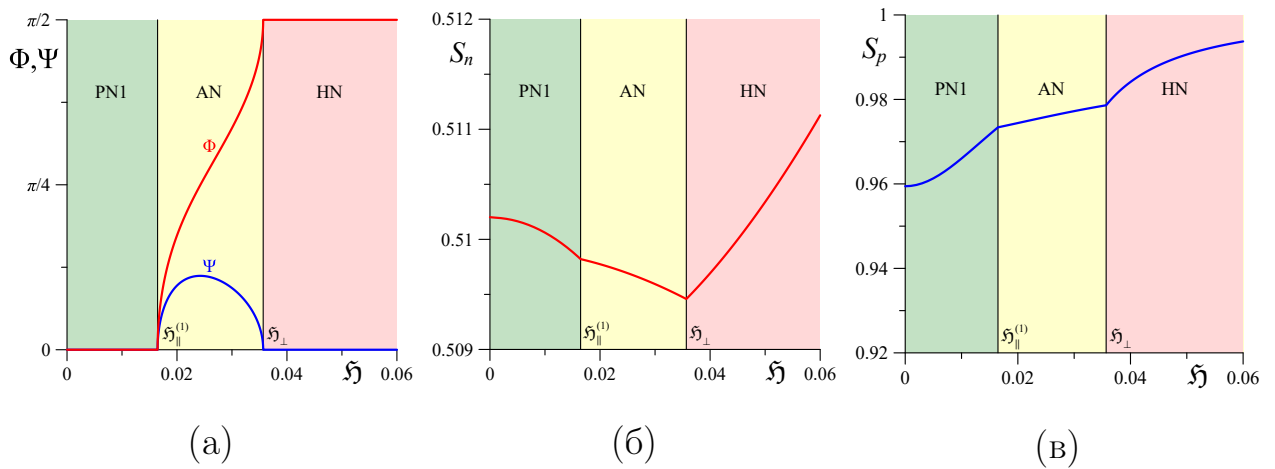 π/2
Φ,Ψ
π/4
0
PN1
AN
HN
Φ
Ψ
ℌ∥⁽¹⁾
ℌ⊥
0
0.02
0.04
ℌ
0.06
(а)
0.512
Sₙ
0.511
0.51
0.509
PN1
AN
HN
ℌ∥⁽¹⁾
ℌ⊥
0
0.02
0.04
ℌ
0.06
(б)
1
Sₚ
0.98
0.96
0.94
0.92
PN1
AN
HN
ℌ∥⁽¹⁾
ℌ⊥
0
0.02
0.04
ℌ
0.06
(в)